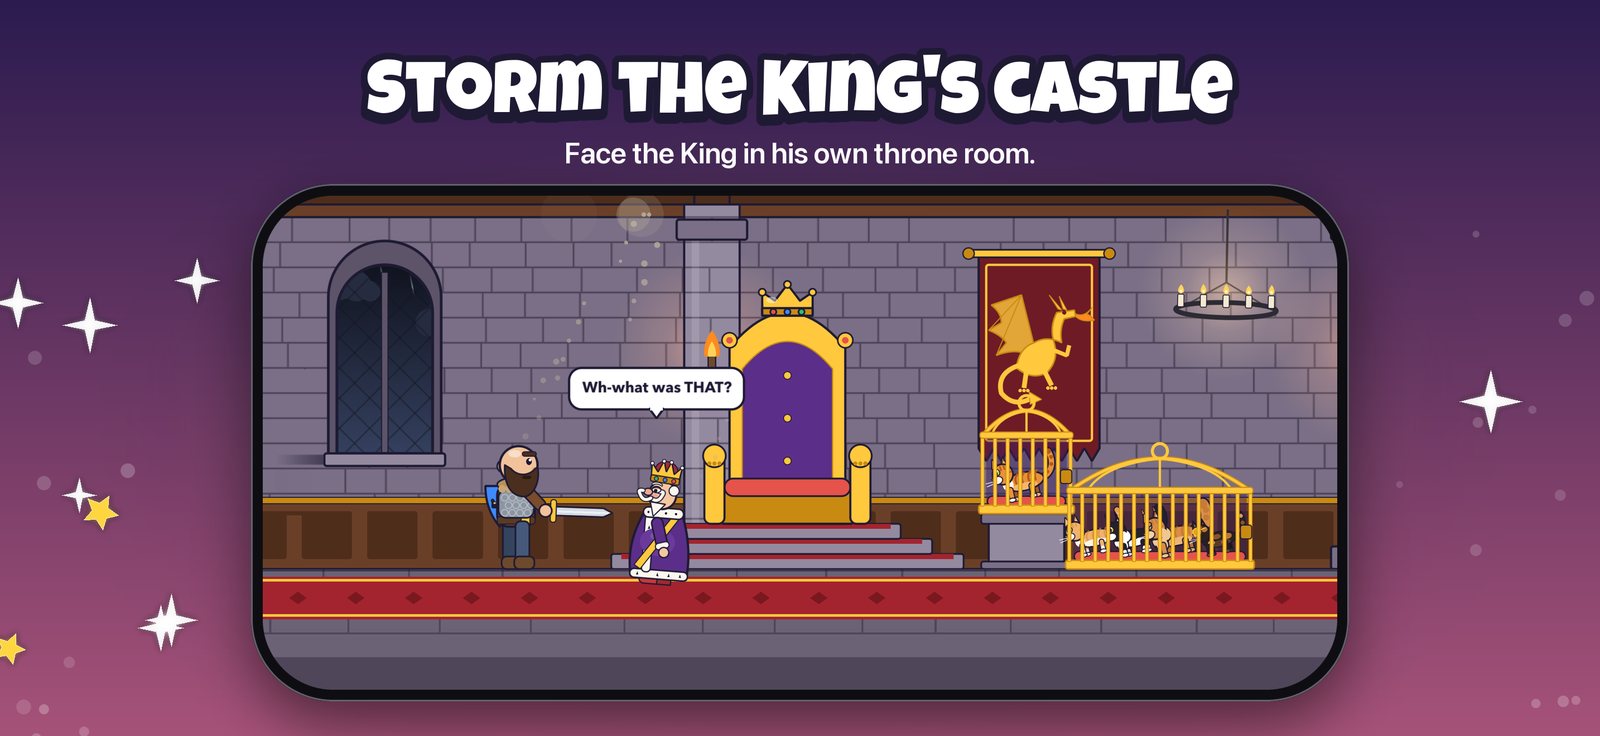 STORM THE KING'S CASTLE
Face the King in his own throne room.
Wh-what was THAT?